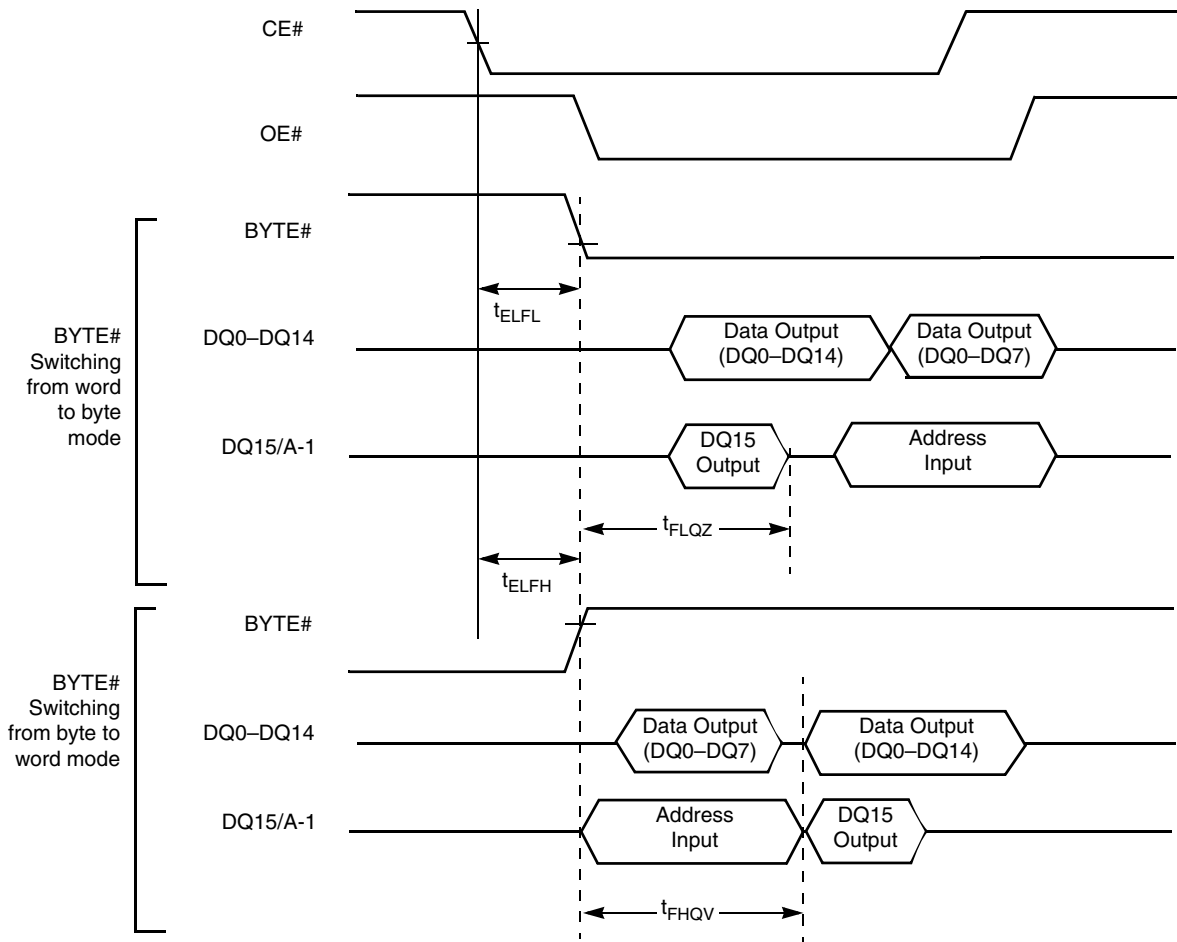 CE#
OE#
BYTE#
tELFL
BYTE#
Switching
from word
to byte
mode
DQ0–DQ14
Data Output
(DQ0–DQ14)
Data Output
(DQ0–DQ7)
DQ15/A-1
DQ15
Output
Address
Input
tFLQZ
tELFH
BYTE#
BYTE#
Switching
from byte to
word mode
DQ0–DQ14
Data Output
(DQ0–DQ7)
Data Output
(DQ0–DQ14)
DQ15/A-1
Address
Input
DQ15
Output
tFHQV